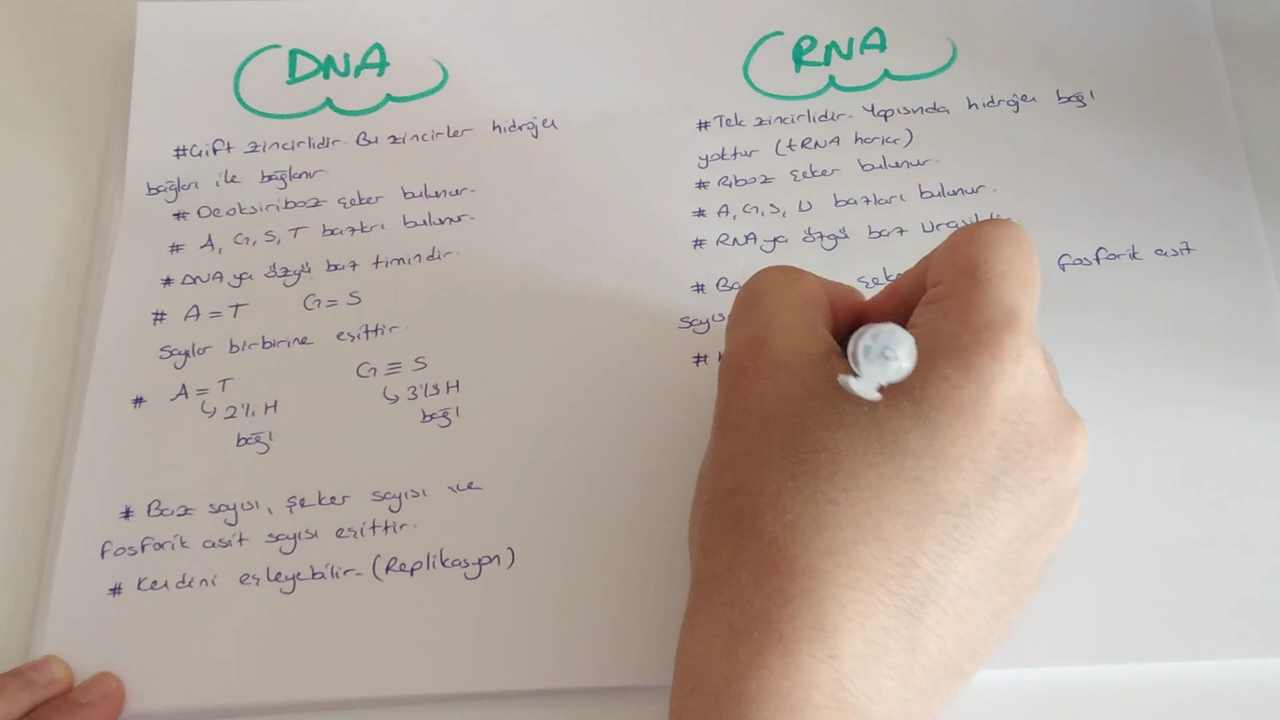 DNA
#Çift zincirlidir. Bu zincirler hidrojen
bağları ile bağlanır.
# Deoksiriboz şeker bulunur.
# A, G, S, T bazları bulunur.
# DNA ya özgü baz timindir.
# A = T G = S
Sayılar birbirine eşittir.
# A = T G ≡ S
↳ 2'li H ↳ 3'lü H
bağı bağı
# Baz sayısı, şeker sayısı ile
fosforik asit sayısı eşittir.
# Kendini eşleyebilir. (Replikasyon)
RNA
#Tek zincirlidir. Yapısında hidrojen bağı
yoktur (tRNA hariç)
# Riboz şeker bulunur.
# A, G, S, U bazları bulunur.
# RNA ya özgü baz
# fosforik asit
#